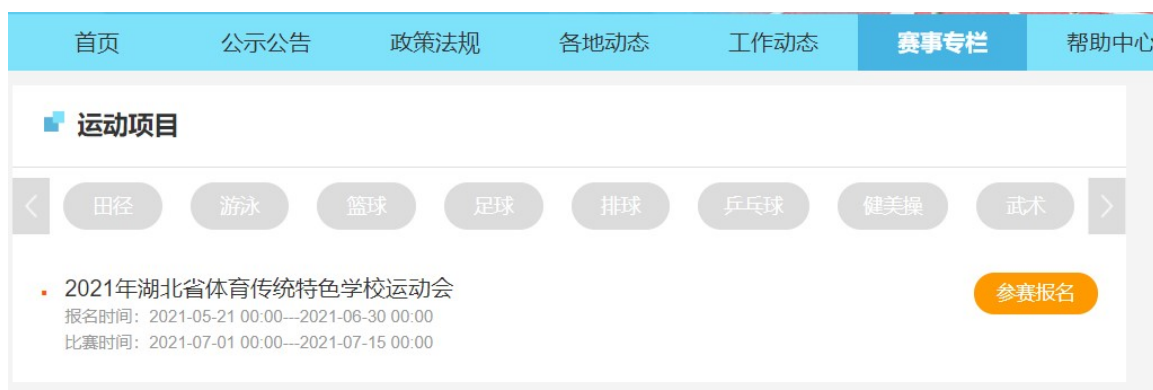 首页 公示公告 政策法规 各地动态 工作动态 赛事专栏 帮助中心
运动项目
田径 游泳 篮球 足球 排球 乒乓球 健美操 武术
2021年湖北省体育传统特色学校运动会 参赛报名
报名时间：2021-05-21 00:00---2021-06-30 00:00
比赛时间：2021-07-01 00:00---2021-07-15 00:00